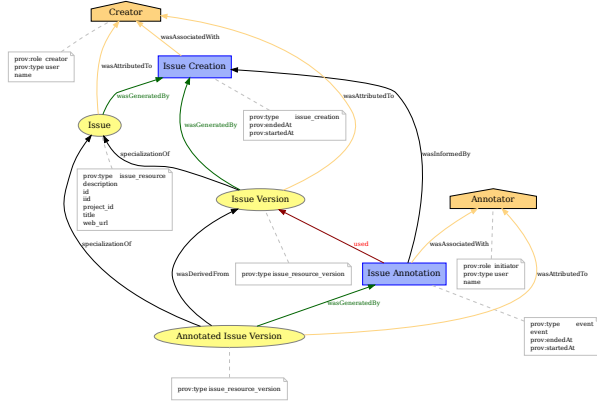 Creator
wasAssociatedWith
prov:role creator
prov:type user
name
wasAttributedTo
Issue Creation
wasGeneratedBy
wasAttributedTo
prov:type issue_creation
prov:endedAt
prov:startedAt
Issue
wasGeneratedBy
specializationOf
wasInformedBy
prov:type issue_resource
description
id
iid
project_id
title
web_url
Issue Version
Annotator
specializationOf
used
wasAssociatedWith
wasDerivedFrom
prov:type issue_resource_version
Issue Annotation
prov:role initiator
prov:type user
name
wasAttributedTo
wasGeneratedBy
Annotated Issue Version
prov:type event
event
prov:endedAt
prov:startedAt
prov:type issue_resource_version